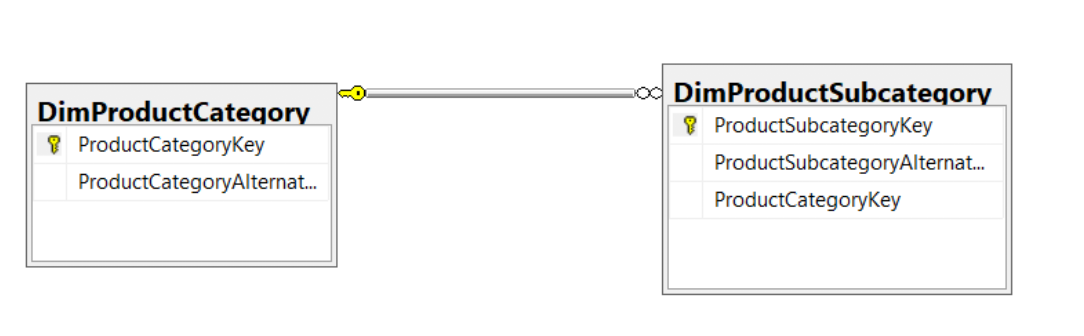 DimProductCategory
ProductCategoryKey
ProductCategoryAlternat...
DimProductSubcategory
ProductSubcategoryKey
ProductSubcategoryAlternat...
ProductCategoryKey